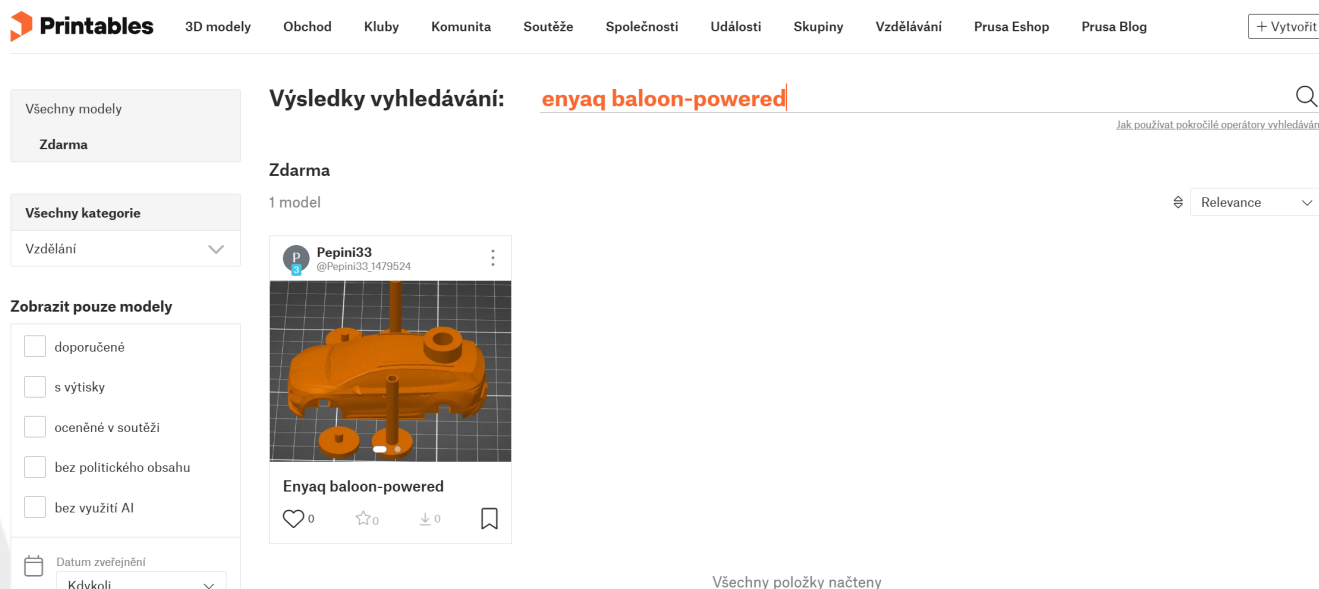 Printables
3D modely Obchod Kluby Komunita Soutěže Společnosti Události Skupiny Vzdělávání Prusa Eshop Prusa Blog + Vytvořit
Výsledky vyhledávání: enyaq baloon-powered
Jak používat pokročilé operátory vyhledáván
Všechny modely
Zdarma
Všechny kategorie
Vzdělání
Zobrazit pouze modely
doporučené
s výtisky
oceněné v soutěži
bez politického obsahu
bez využití AI
Datum zveřejnění
Kdykoli
Zdarma
1 model
Relevance
P
3
Pepini33
@Pepini33_1479524
Enyaq baloon-powered
0 0 0
Všechny položky načteny